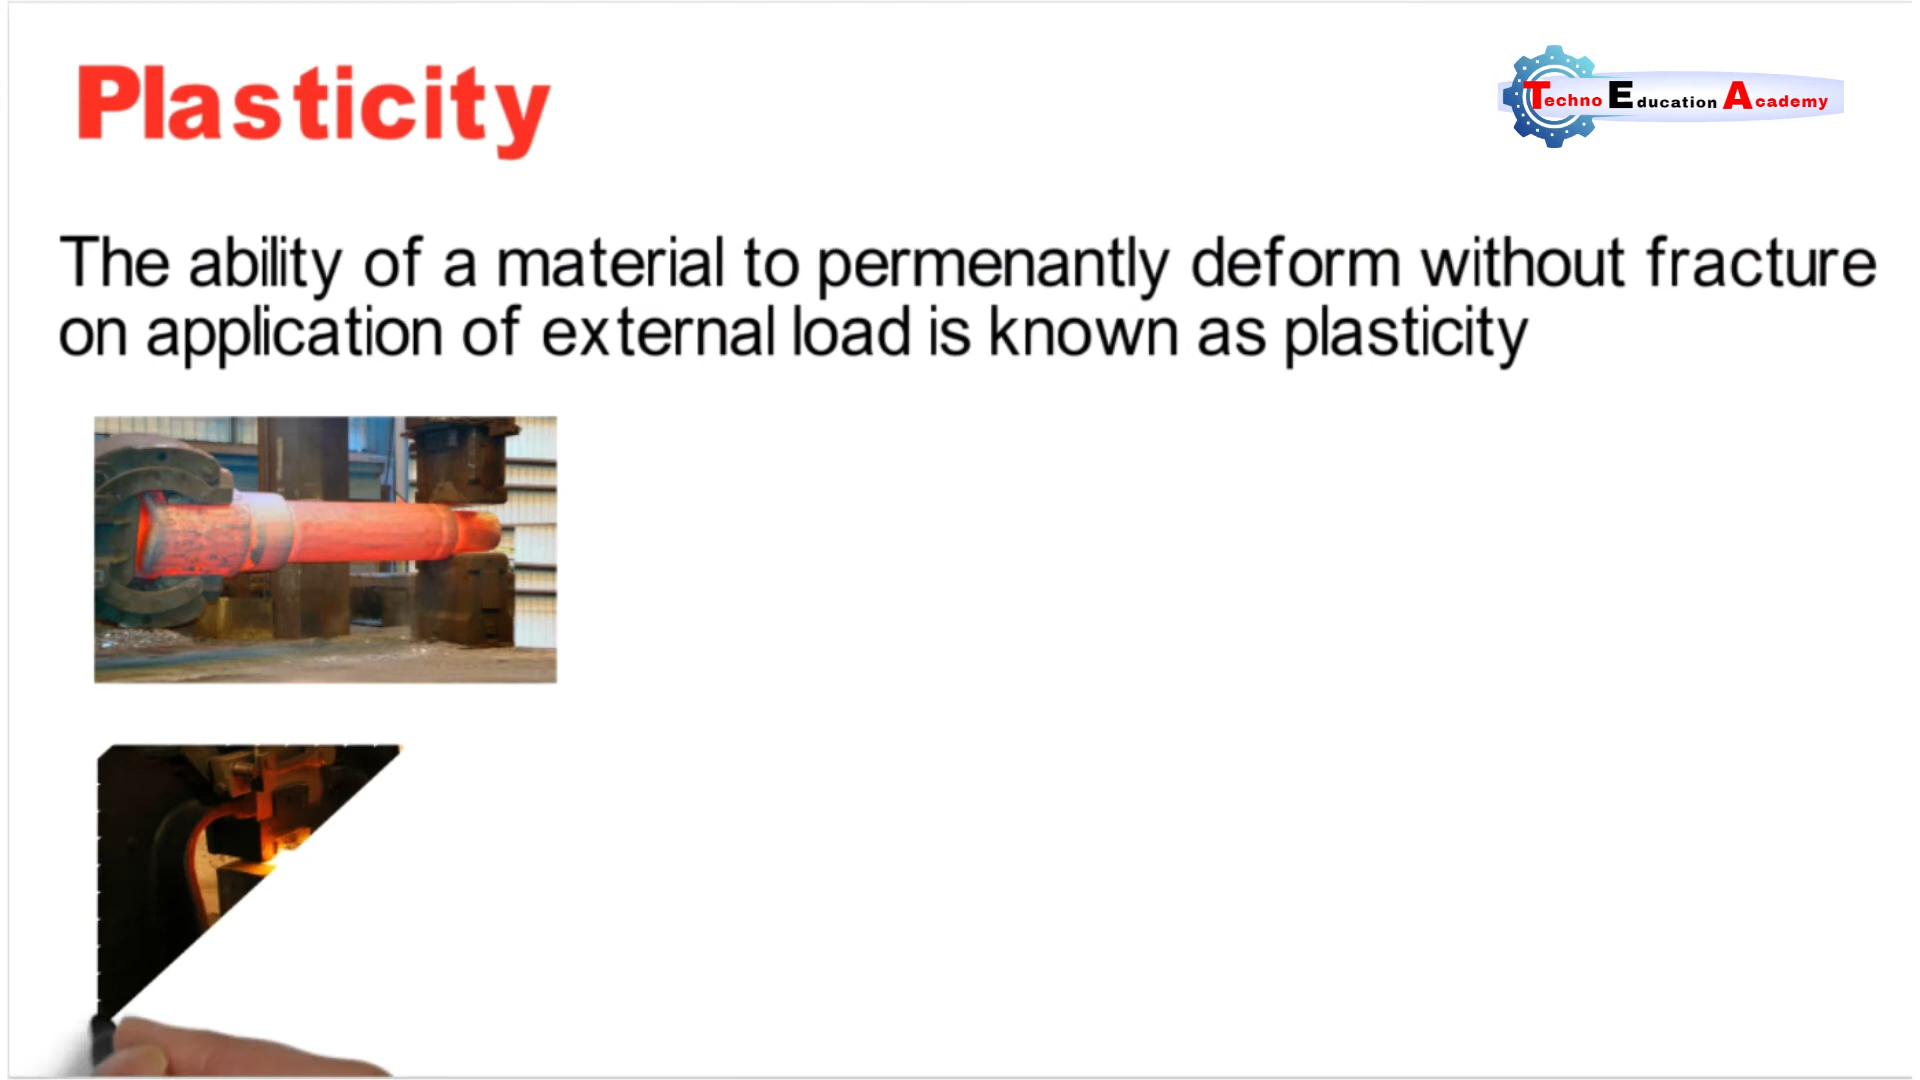 Plasticity
Techno Education Academy
The ability of a material to permenantly deform without fracture
on application of external load is known as plasticity